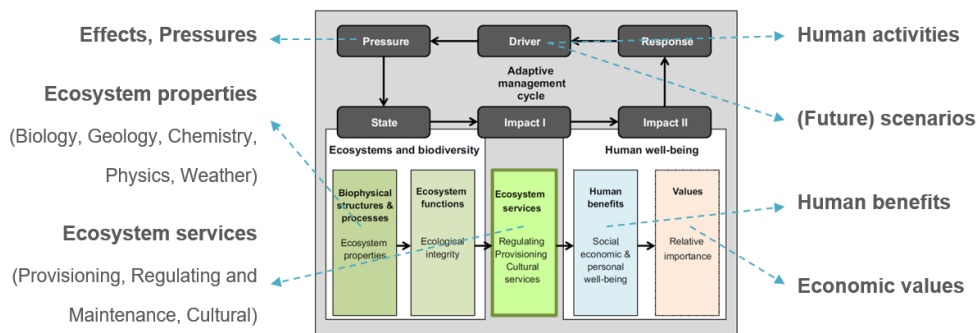 Effects, Pressures
Ecosystem properties
(Biology, Geology, Chemistry,
Physics, Weather)
Ecosystem services
(Provisioning, Regulating and
Maintenance, Cultural)
Pressure
Driver
Response
Adaptive
management
cycle
State
Impact I
Impact II
Ecosystems and biodiversity
Human well-being
Biophysical
structures &
processes
Ecosystem
properties
Ecosystem
functions
Ecological
integrity
Ecosystem
services
Regulating
Provisioning
Cultural
services
Human
benefits
Social
economic &
personal
well-being
Values
Relative
importance
Human activities
(Future) scenarios
Human benefits
Economic values